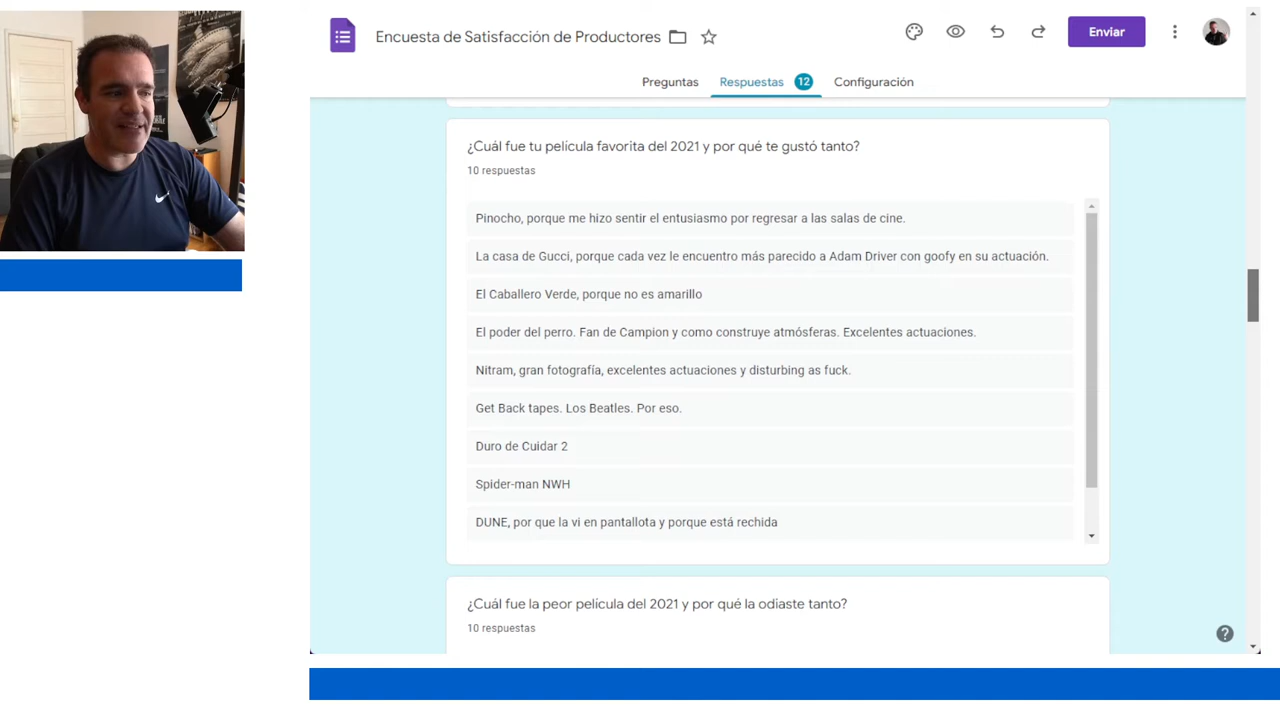 Encuesta de Satisfacción de Productores
Enviar
Preguntas
Respuestas 12
Configuración
¿Cuál fue tu película favorita del 2021 y por qué te gustó tanto?
10 respuestas
Pinocho, porque me hizo sentir el entusiasmo por regresar a las salas de cine.
La casa de Gucci, porque cada vez le encuentro más parecido a Adam Driver con goofy en su actuación.
El Caballero Verde, porque no es amarillo
El poder del perro. Fan de Campion y como construye atmósferas. Excelentes actuaciones.
Nitram, gran fotografía, excelentes actuaciones y disturbing as fuck.
Get Back tapes. Los Beatles. Por eso.
Duro de Cuidar 2
Spider-man NWH
DUNE, por que la vi en pantallota y porque está rechida
¿Cuál fue la peor película del 2021 y por qué la odiaste tanto?
10 respuestas